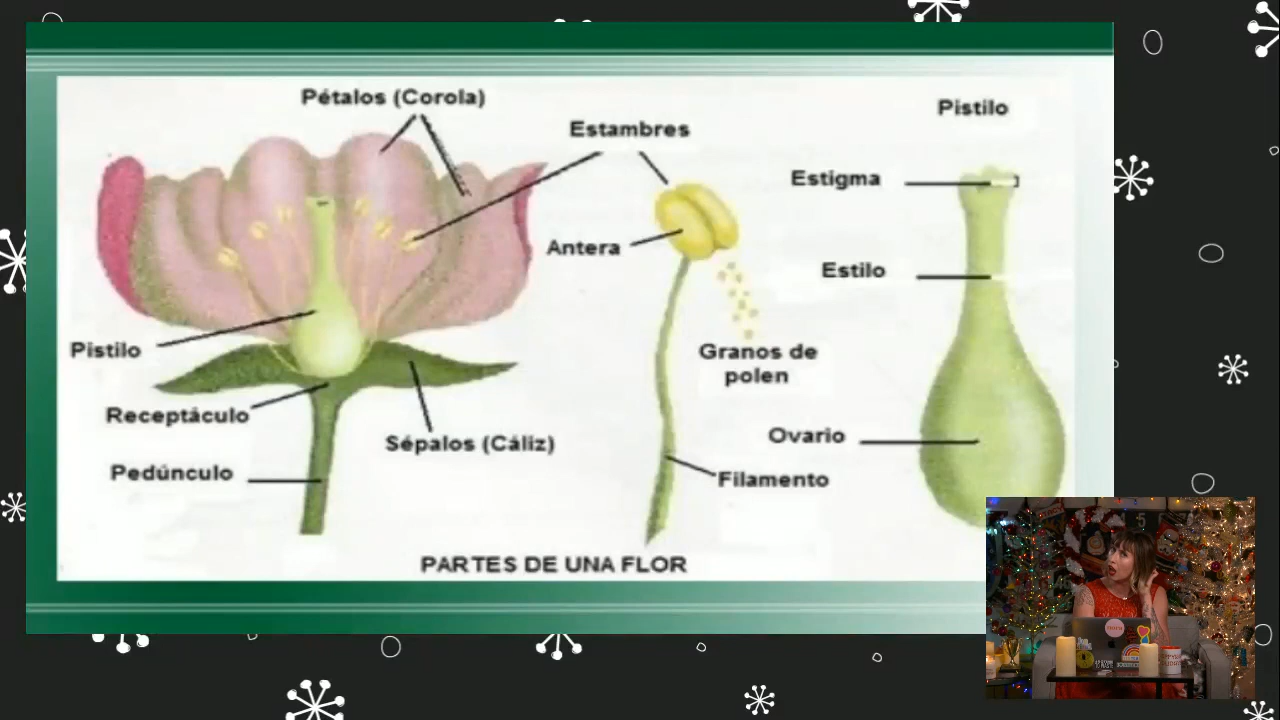 Pétalos (Corola)
Estambres
Pistilo
Estigma
Antera
Estilo
Pistilo
Granos de
polen
Receptáculo
Sépalos (Cáliz)
Ovario
Pedúnculo
Filamento
PARTES DE UNA FLOR